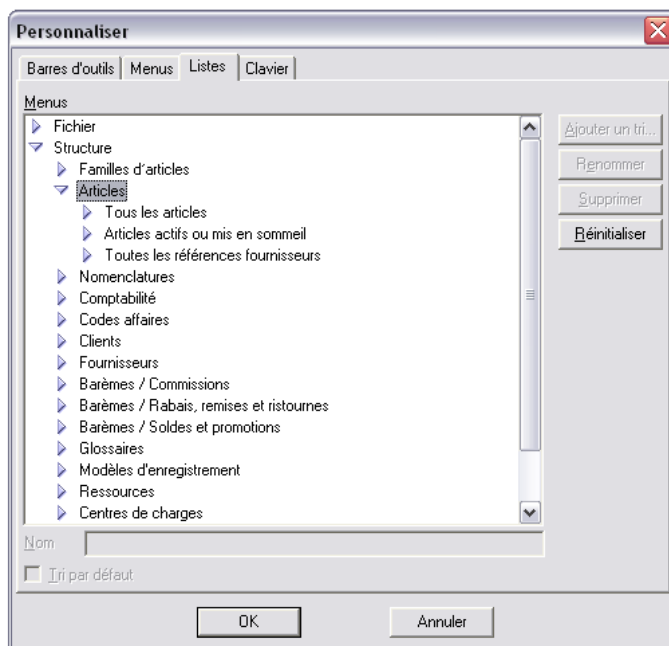 Personnaliser
Barres d'outils Menus Listes Clavier
Menus
Fichier
Structure
Familles d´articles
Articles
Tous les articles
Articles actifs ou mis en sommeil
Toutes les références fournisseurs
Nomenclatures
Comptabilité
Codes affaires
Clients
Fournisseurs
Barèmes / Commissions
Barèmes / Rabais, remises et ristournes
Barèmes / Soldes et promotions
Glossaires
Modèles d'enregistrement
Ressources
Centres de charges
Ajouter un tri...
Renommer
Supprimer
Réinitialiser
Nom
Tri par défaut
OK Annuler